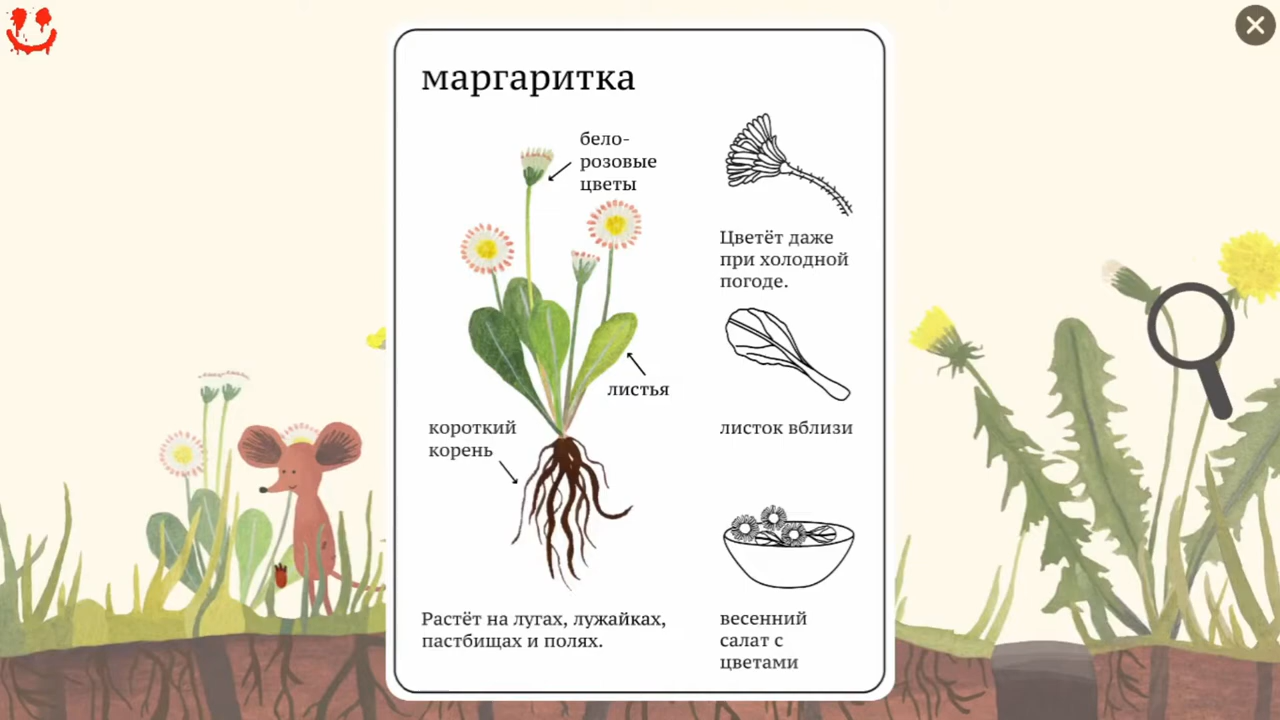 маргаритка
бело-
розовые
цветы
листья
короткий
корень
Растёт на лугах, лужайках,
пастбищах и полях.
Цветёт даже
при холодной
погоде.
листок вблизи
весенний
салат с
цветами